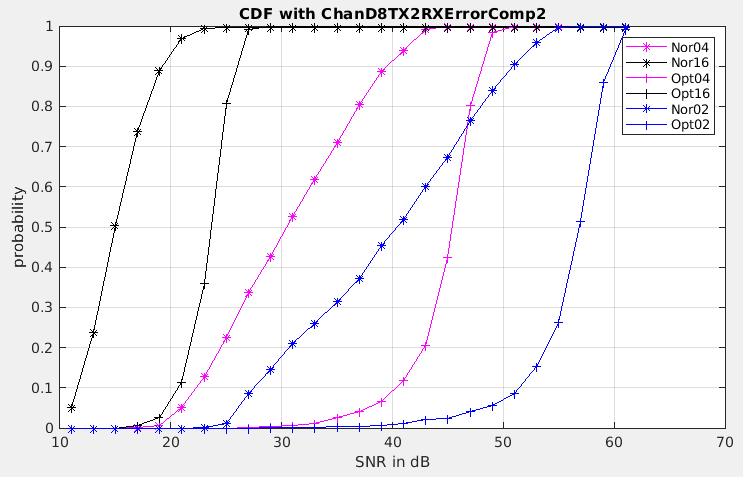 CDF with ChanD8TX2RXErrorComp2
1
0.9
0.8
0.7
0.6
0.5
0.4
0.3
0.2
0.1
0
probability
10
20
30
40
50
60
70
SNR in dB
Nor04
Nor16
Opt04
Opt16
Nor02
Opt02